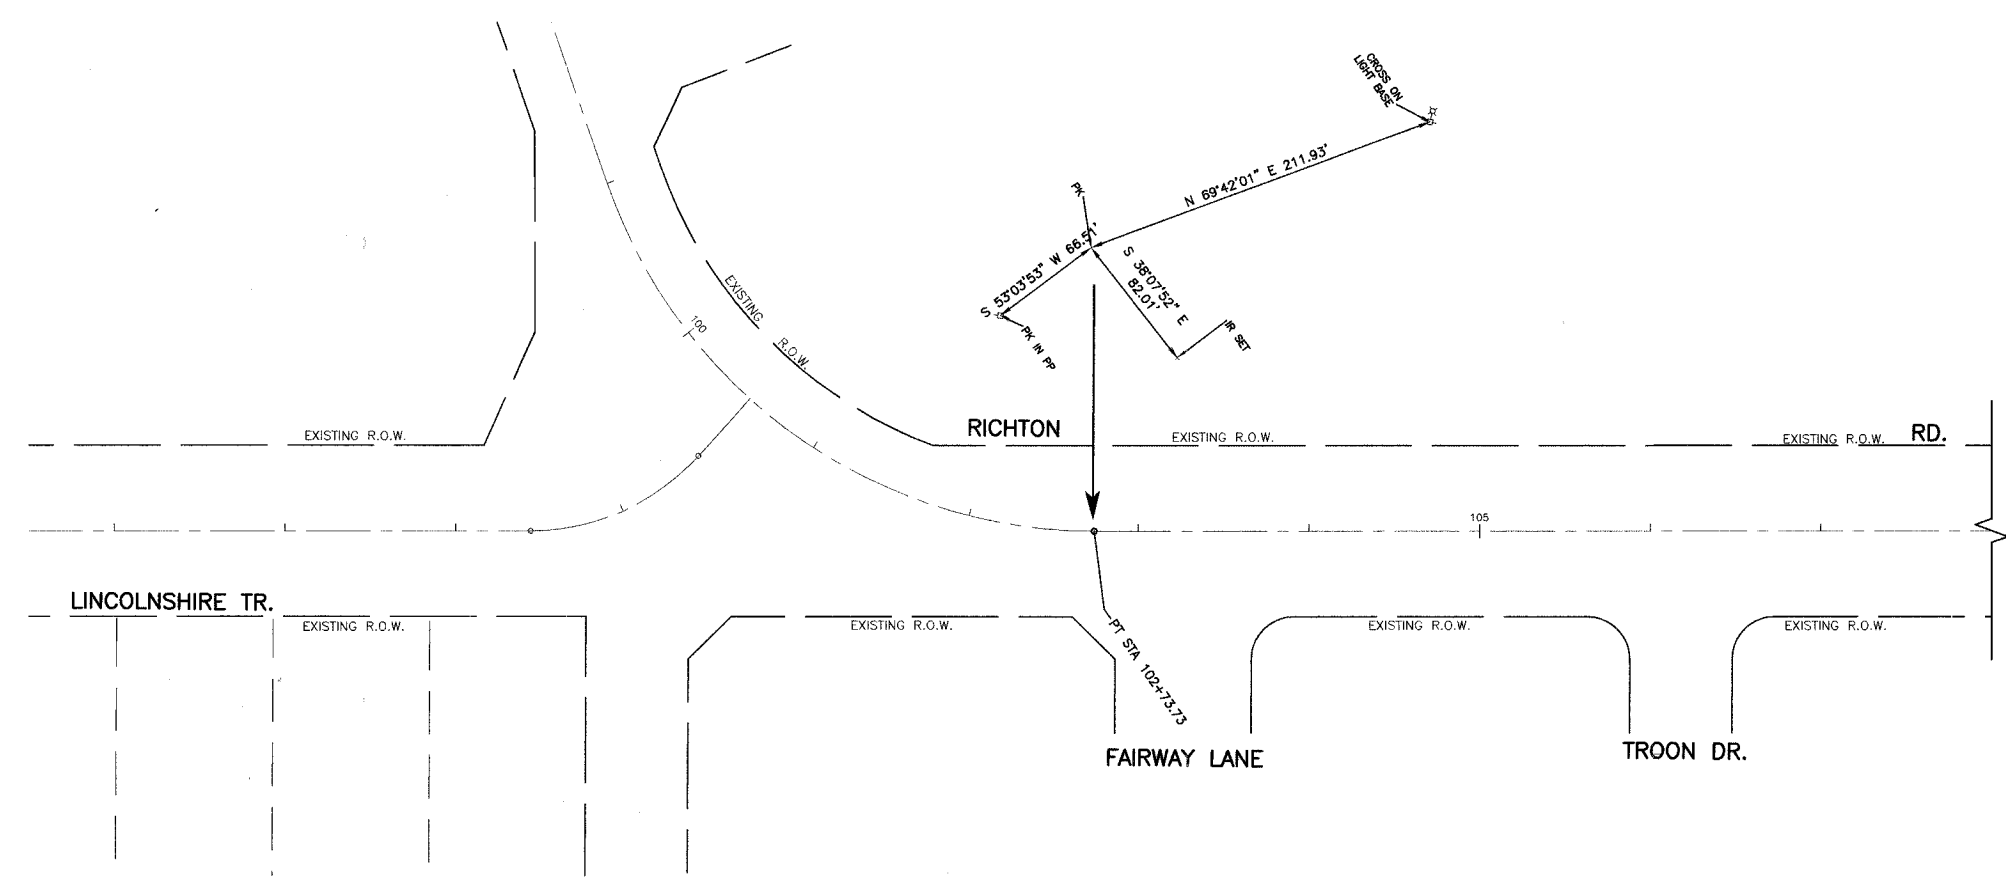 CROSS ON
LIGHT BASE
N 69°42'01" E 211.93'
PK
S 53°03'53" W 66.51'
S 38°07'52" E
82.01'
PK IN PP
IR SET
EXISTING
R.O.W.
100
RICHTON
RD.
EXISTING R.O.W.
EXISTING R.O.W.
EXISTING R.O.W.
105
LINCOLNSHIRE TR.
EXISTING R.O.W.
EXISTING R.O.W.
EXISTING R.O.W.
EXISTING R.O.W.
PT STA 102+73.73
FAIRWAY LANE
TROON DR.